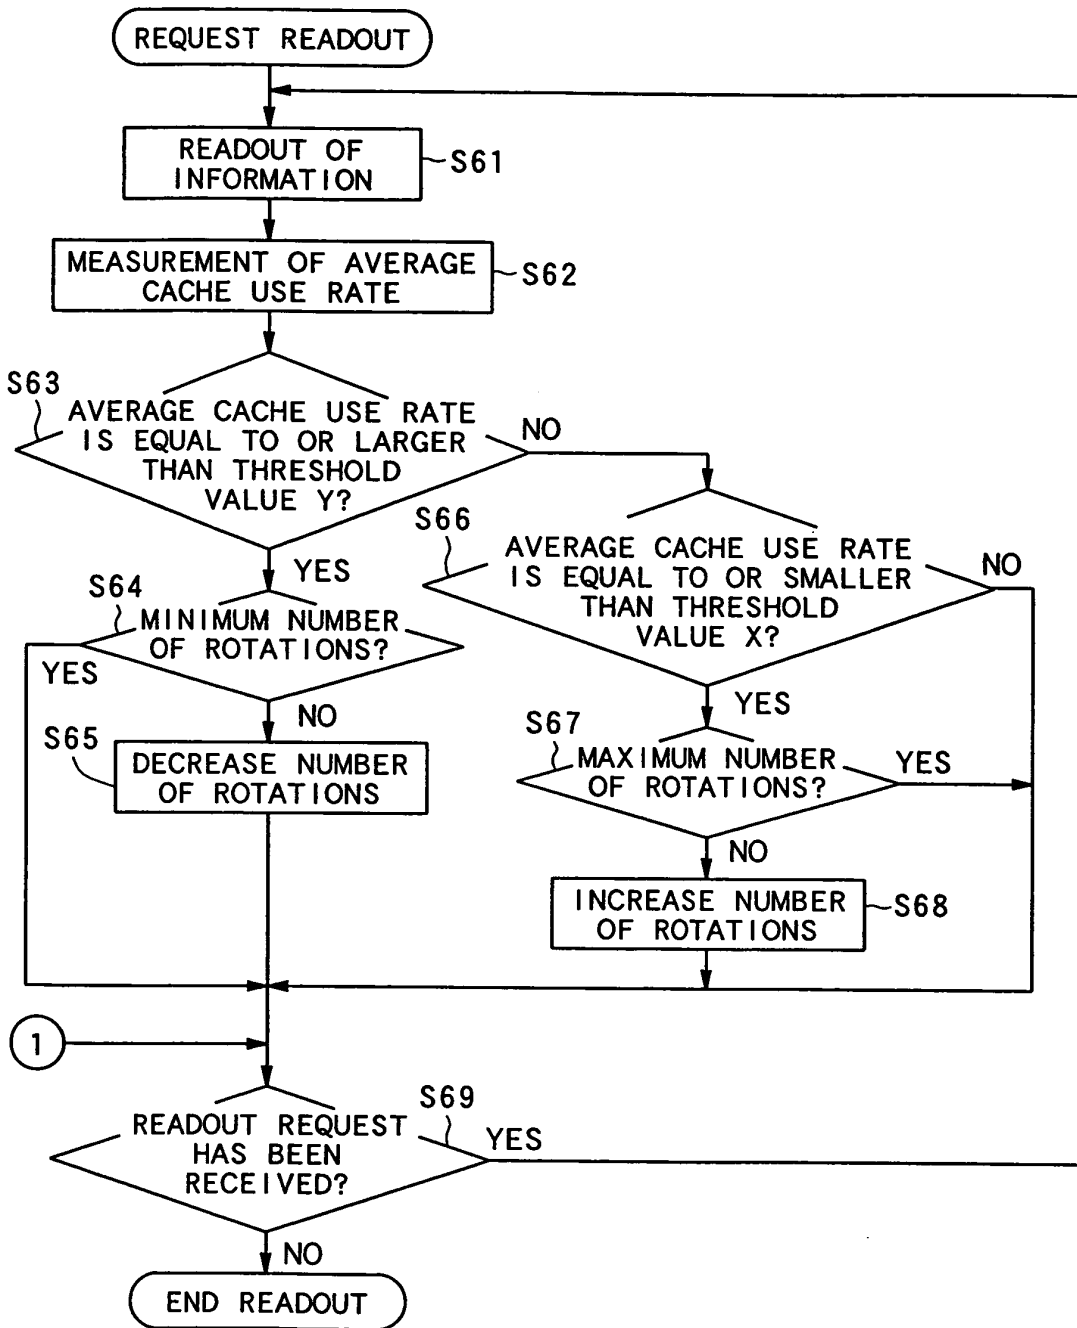 REQUEST READOUT
READOUT OF
INFORMATION
S61
MEASUREMENT OF AVERAGE
CACHE USE RATE
S62
S63
AVERAGE CACHE USE RATE
IS EQUAL TO OR LARGER
THAN THRESHOLD
VALUE Y?
NO
YES
S66
AVERAGE CACHE USE RATE
IS EQUAL TO OR SMALLER
THAN THRESHOLD
VALUE X?
NO
YES
S64
MINIMUM NUMBER
OF ROTATIONS?
YES
NO
S65
DECREASE NUMBER
OF ROTATIONS
S67
MAXIMUM NUMBER
OF ROTATIONS?
YES
NO
INCREASE NUMBER
OF ROTATIONS
S68
1
S69
READOUT REQUEST
HAS BEEN
RECEIVED?
YES
NO
END READOUT